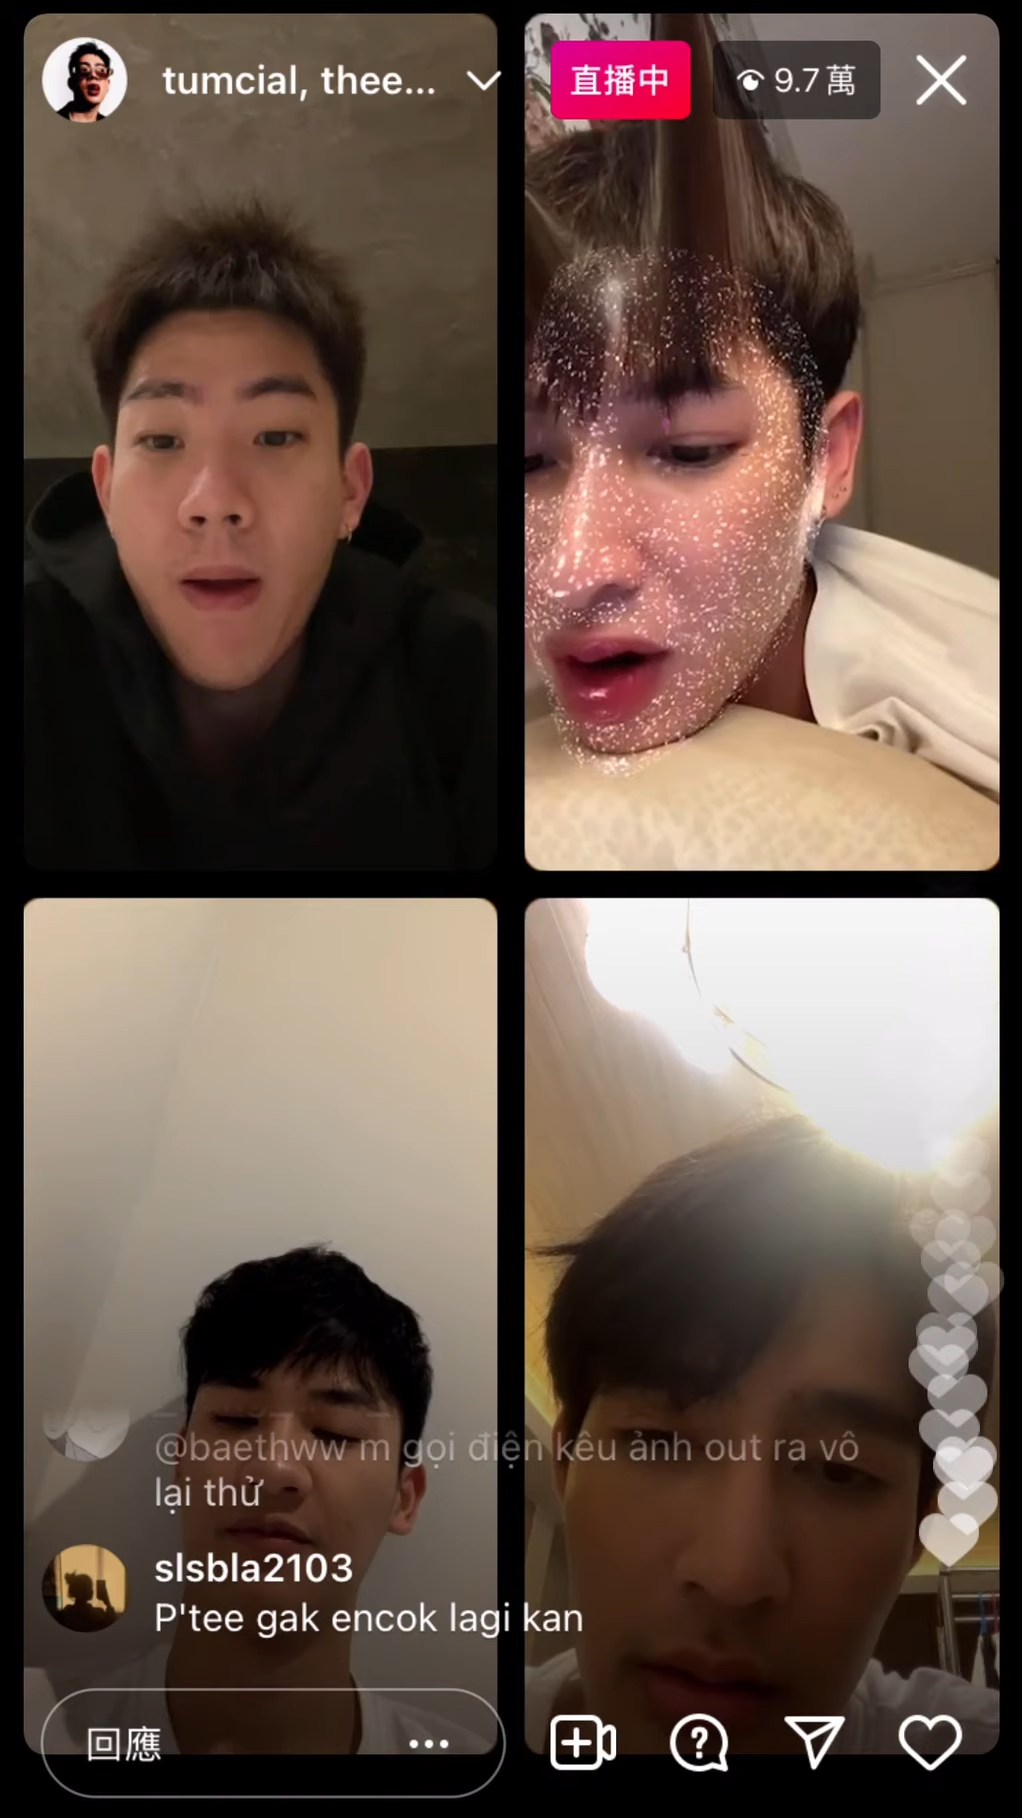 tumcial, thee...
直播中
9.7萬
@baethww m gọi điện kêu ảnh out ra vô
lại thử
slsbla2103
P'tee gak encok lagi kan
回應